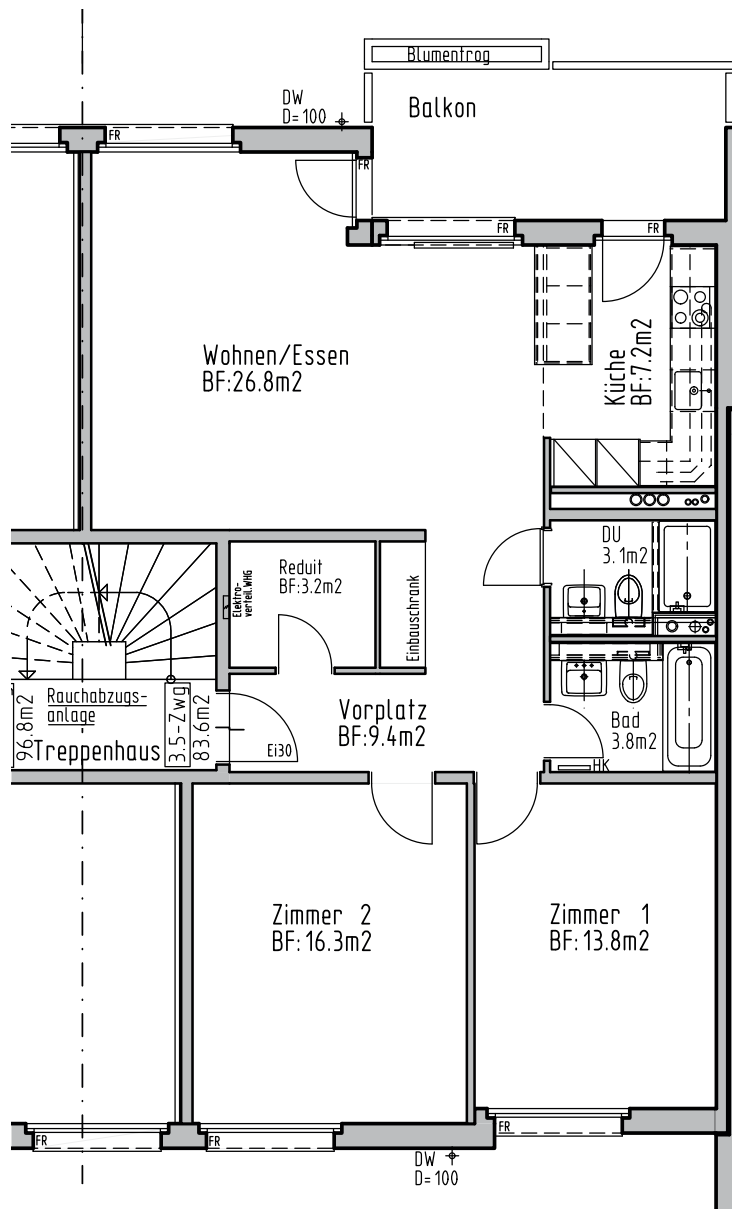 Blumentrog
DW
D=100
Balkon
FR
FR
FR
FR
Wohnen/Essen
BF:26.8m2
Küche
BF:7.2m2
DU
3.1m2
Reduit
BF:3.2m2
Elektro-
verteil.WHG
Einbauschrank
96.8m2
Rauchabzugs-
anlage
Treppenhaus
3.5-Zwg
83.6m2
Ei30
Vorplatz
BF:9.4m2
Bad
3.8m2
HK
Zimmer 2
BF:16.3m2
Zimmer 1
BF:13.8m2
FR
FR
FR
DW
D=100